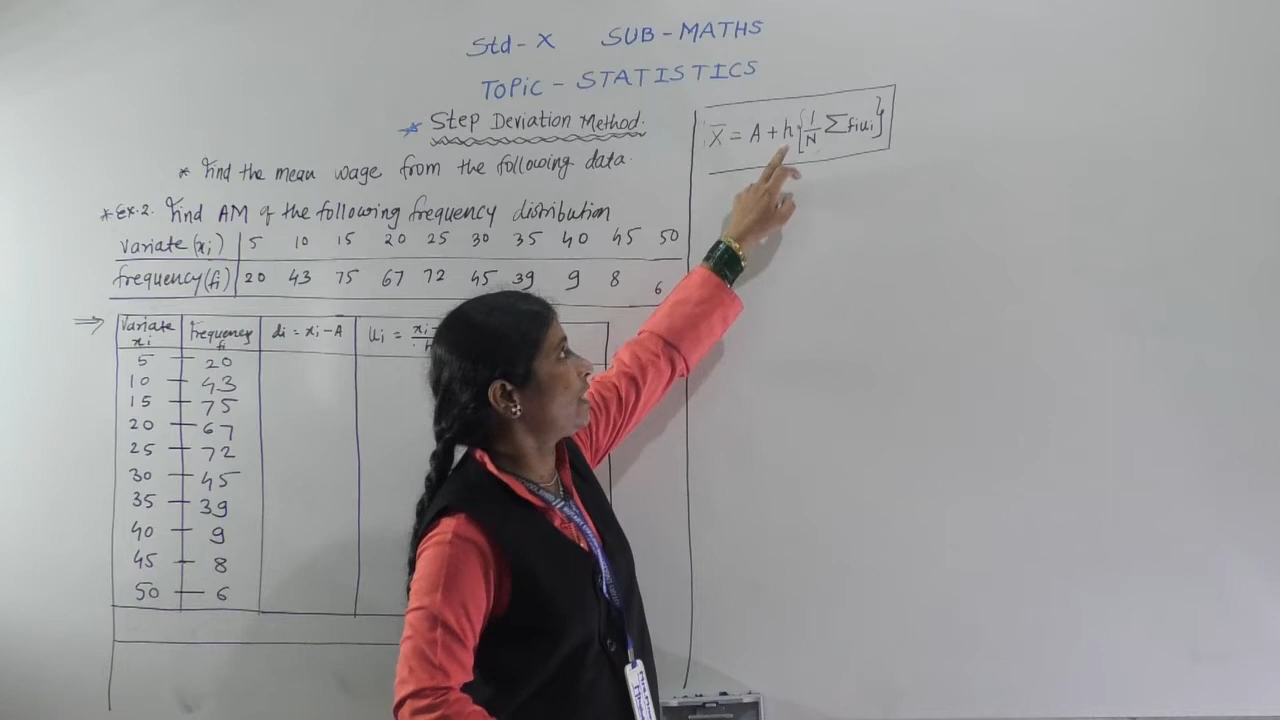 Std - X SUB - MATHS
TOPIC - STATISTICS
* Step Deviation Method.
* Find the mean wage from the following data.
* Ex. 2. Find AM of the following frequency distribution
variate (xi) 5 10 15 20 25 30 35 40 45 50
frequency (fi) 20 43 75 67 72 45 39 9 8 6
⇒ Variate xi Frequency fi di = xi - A ui = xi -
5 20
10 43
15 75
20 67
25 72
30 45
35 39
40 9
45 8
50 6
X̄ = A + h {1/N Σ fiui}